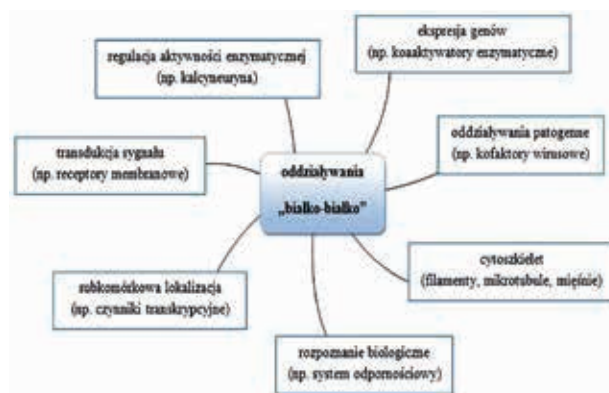 ekspresja genów
(np. koaktywatory enzymatyczne)
regulacja aktywności enzymatycznej
(np. kalcyneuryna)
oddziaływania patogenne
(np. kofaktory wirusowe)
transdukcja sygnału
(np. receptory membranowe)
oddziaływania
„białko-białko”
cytoszkielet
(filamenty, mikrotubule, mięśnie)
subkomórkowa lokalizacja
(np. czynniki transkrypcyjne)
rozpoznanie biologiczne
(np. system odpornościowy)